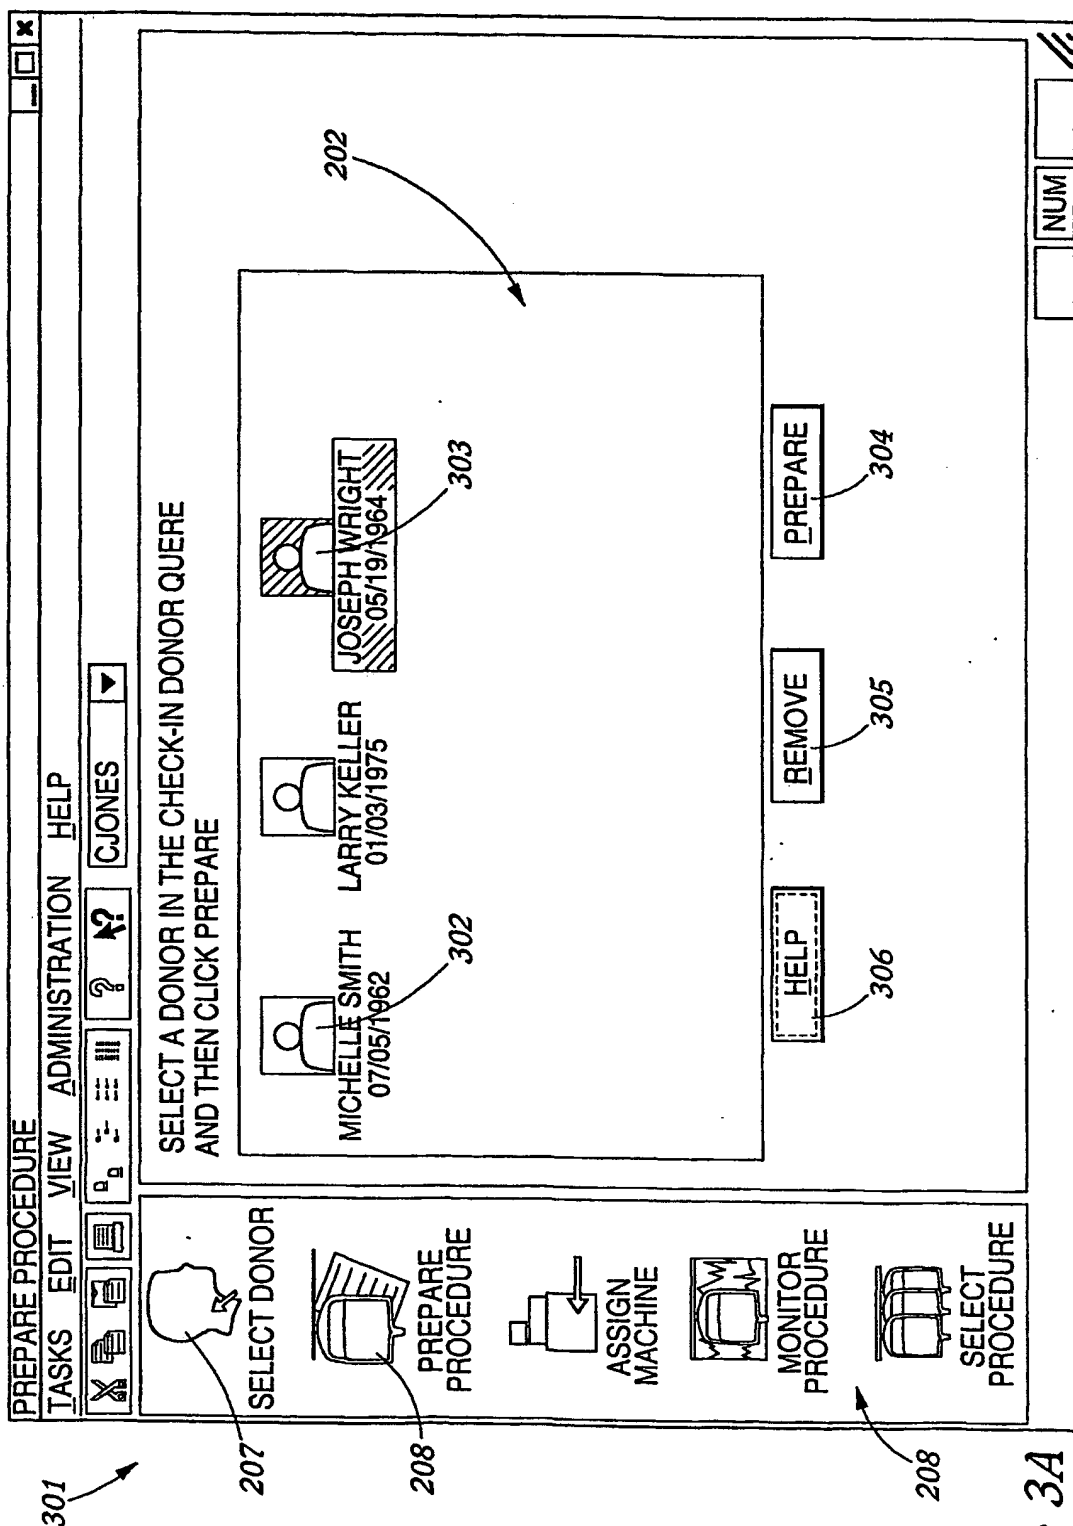 301
PREPARE PROCEDURE
TASKS EDIT VIEW ADMINISTRATION HELP
CJONES
207
SELECT DONOR
208
PREPARE
PROCEDURE
ASSIGN
MACHINE
MONITOR
PROCEDURE
208
SELECT
PROCEDURE
SELECT A DONOR IN THE CHECK-IN DONOR QUERE
AND THEN CLICK PREPARE
202
MICHELLE SMITH
07/05/1962
302
LARRY KELLER
01/03/1975
JOSEPH WRIGHT
05/19/1964
303
HELP
306
REMOVE
305
PREPARE
304
NUM
3A